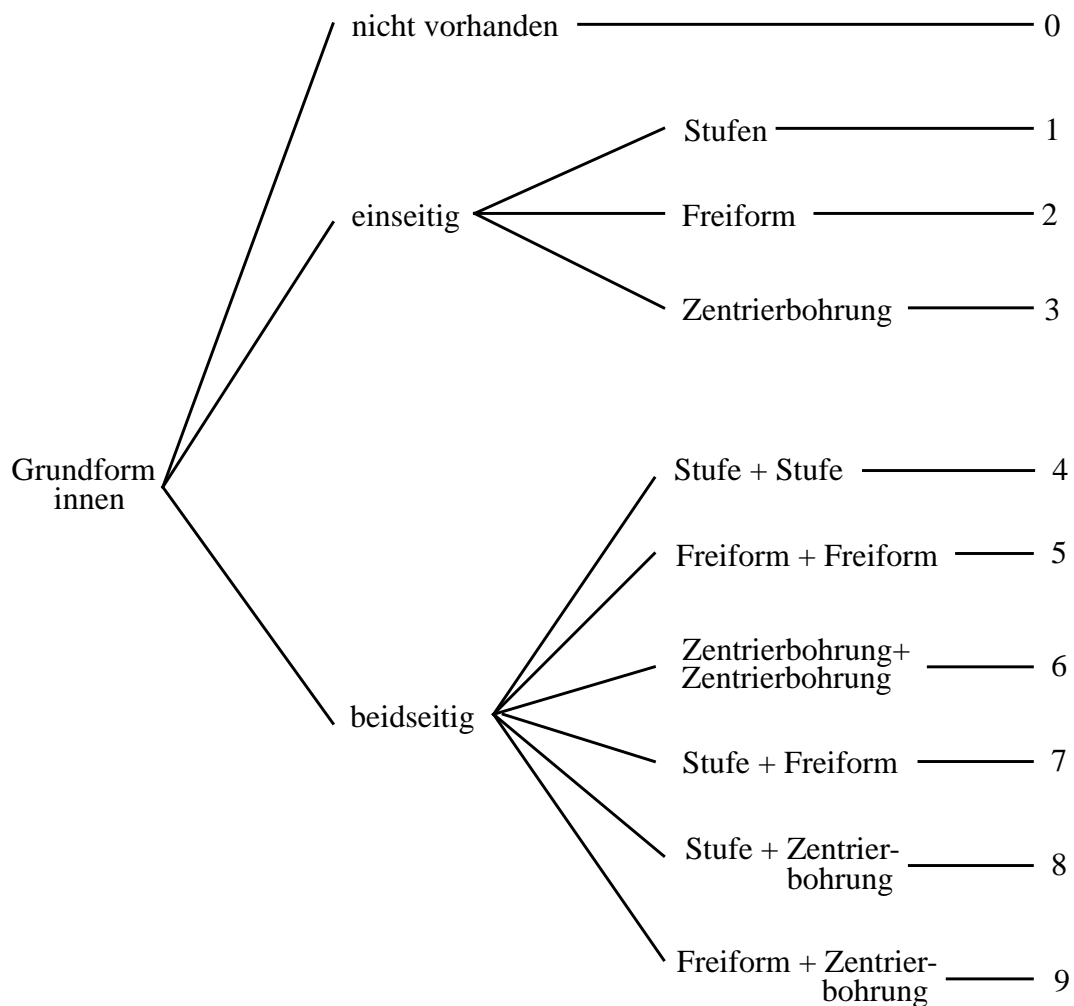 nicht vorhanden 0
Stufen 1
einseitig Freiform 2
Zentrierbohrung 3
Grundform
innen
Stufe + Stufe 4
Freiform + Freiform 5
Zentrierbohrung+
Zentrierbohrung 6
beidseitig
Stufe + Freiform 7
Stufe + Zentrier-
bohrung 8
Freiform + Zentrier-
bohrung 9